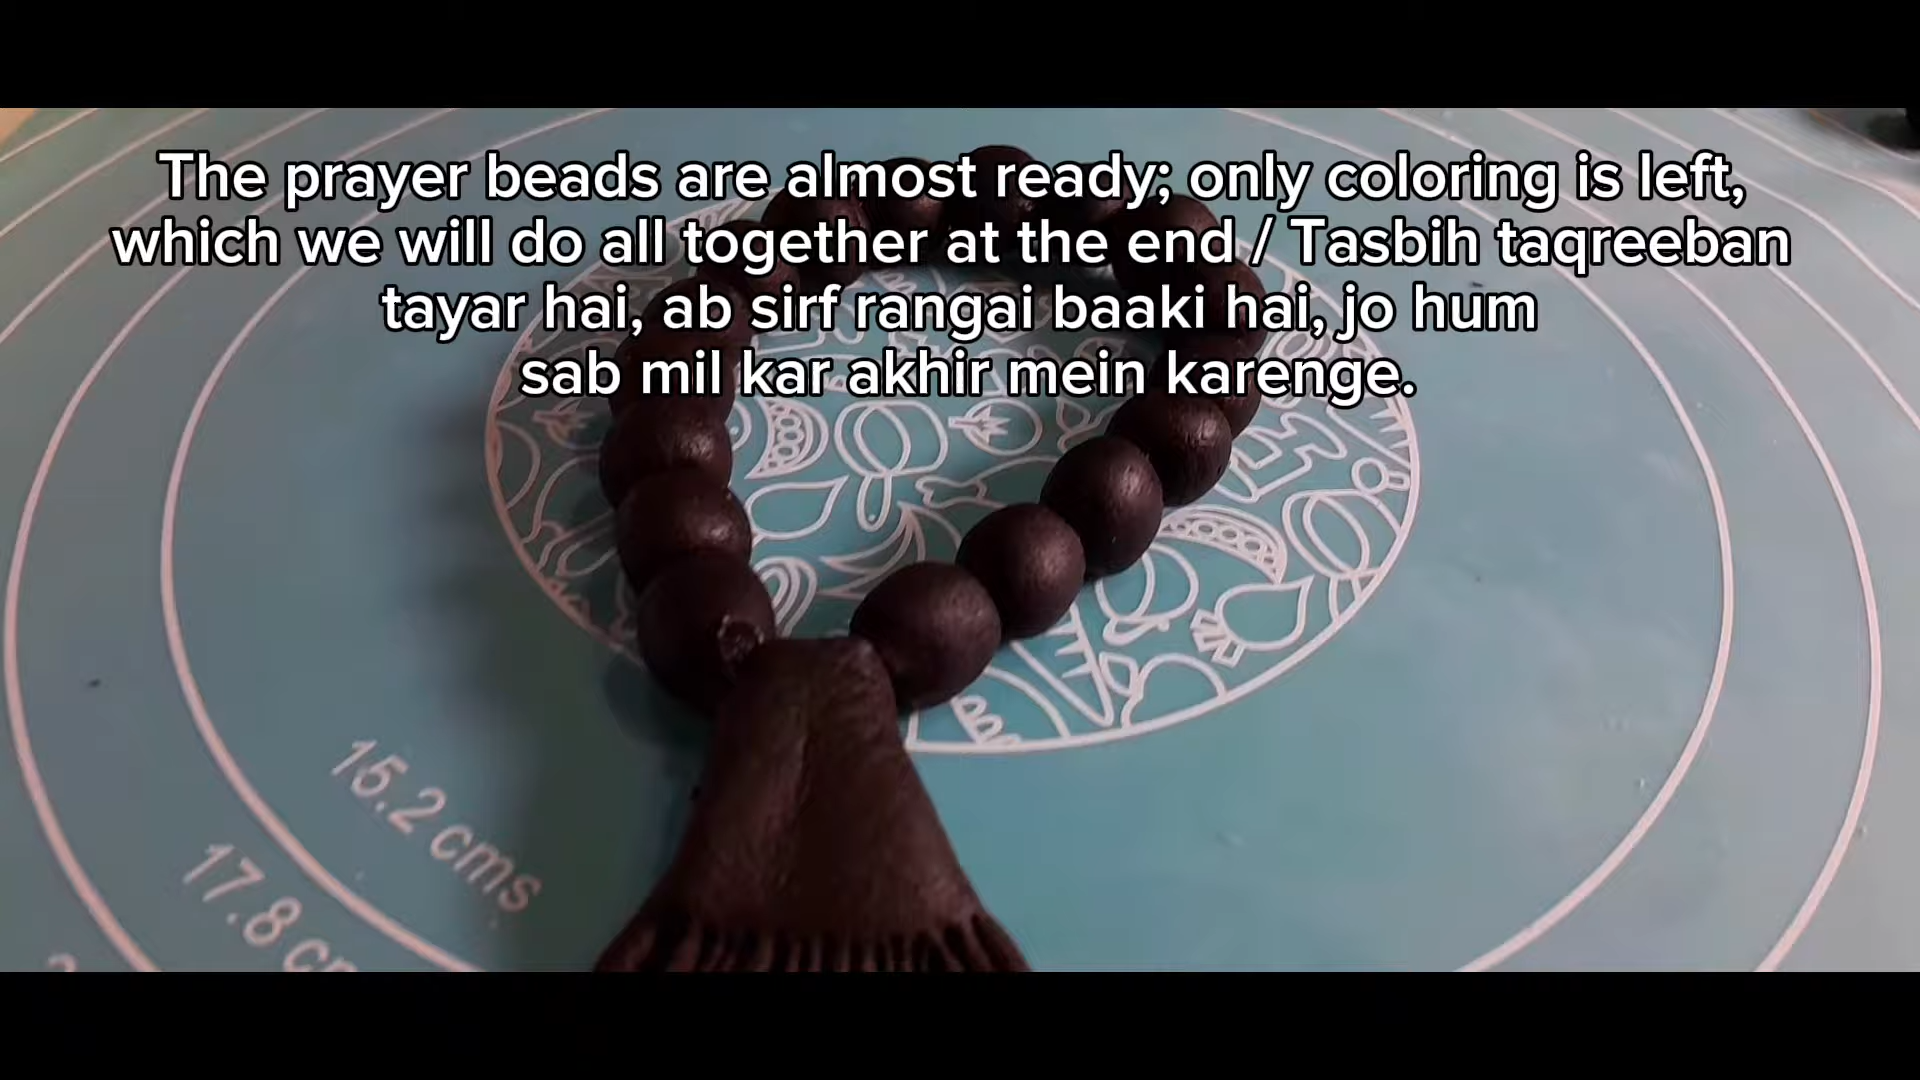 The prayer beads are almost ready; only coloring is left,
which we will do all together at the end / Tasbih taqreeban
tayar hai, ab sirf rangai baaki hai, jo hum
sab mil kar akhir mein karenge.
15.2 cms
17.8